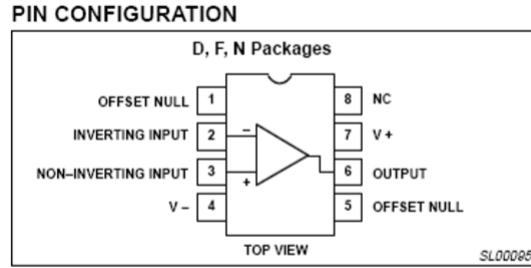 PIN CONFIGURATION
D, F, N Packages
OFFSET NULL 1 8 NC
INVERTING INPUT 2 – 7 V +
NON–INVERTING INPUT 3 + 6 OUTPUT
V – 4 5 OFFSET NULL
TOP VIEW
SL00095